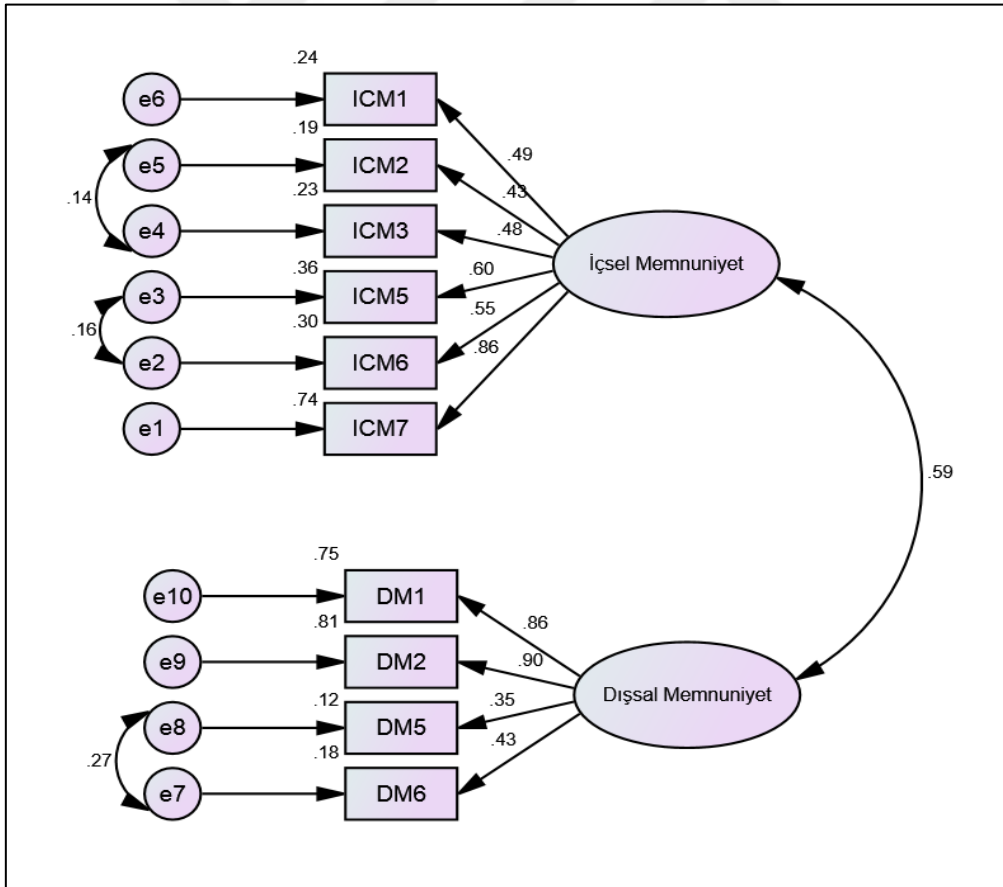 .24
e6 ICM1
.49
.19
e5 ICM2
.43
.14
.23
e4 ICM3
.48
.36
e3 ICM5
.60
.16
.30
e2 ICM6
.55
.74
e1 ICM7
.86
İçsel Memnuniyet
.59
.75
e10 DM1
.86
.81
e9 DM2
.90
.12
e8 DM5
.35
.27
.18
e7 DM6
.43
Dışsal Memnuniyet